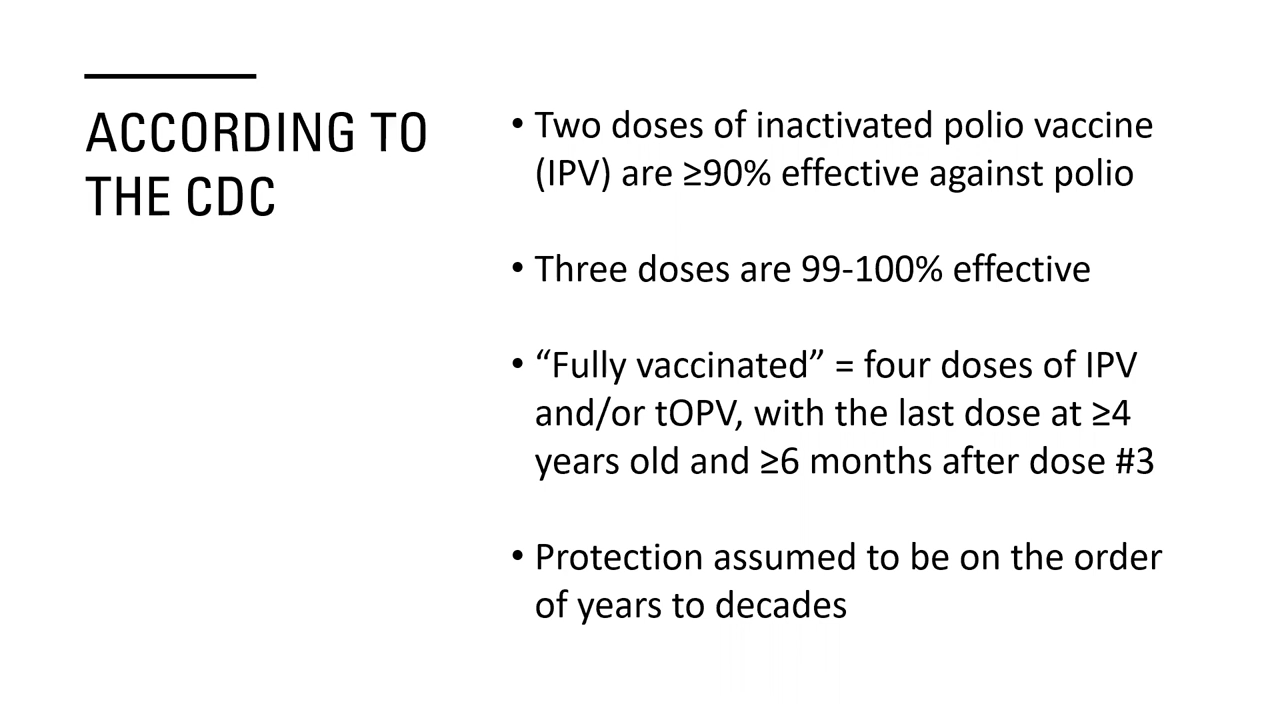 ACCORDING TO
THE CDC
• Two doses of inactivated polio vaccine
(IPV) are ≥90% effective against polio
• Three doses are 99-100% effective
• “Fully vaccinated” = four doses of IPV
and/or tOPV, with the last dose at ≥4
years old and ≥6 months after dose #3
• Protection assumed to be on the order
of years to decades